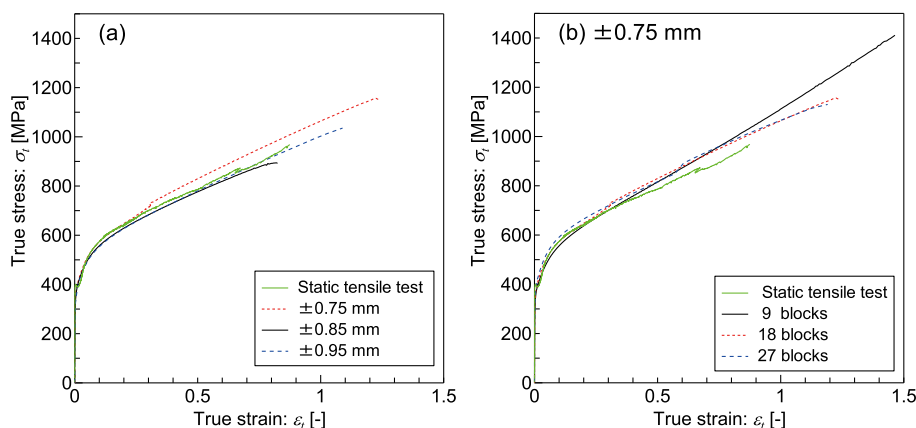 (a)
1400
1200
1000
800
600
400
200
0
True stress: σt [MPa]
Static tensile test
±0.75 mm
±0.85 mm
±0.95 mm
0 0.5 1 1.5
True strain: εt [-]
(b) ±0.75 mm
1400
1200
1000
800
600
400
200
0
True stress: σt [MPa]
Static tensile test
9 blocks
18 blocks
27 blocks
0 0.5 1 1.5
True strain: εt [-]